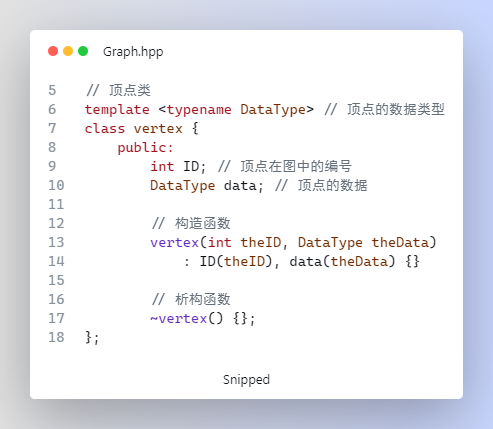 Graph.hpp
5 // 顶点类
6 template <typename DataType> // 顶点的数据类型
7 class vertex {
8     public:
9         int ID; // 顶点在图中的编号
10         DataType data; // 顶点的数据
11
12         // 构造函数
13         vertex(int theID, DataType theData)
14             : ID(theID), data(theData) {}
15
16         // 析构函数
17         ~vertex() {};
18 };
Snipped